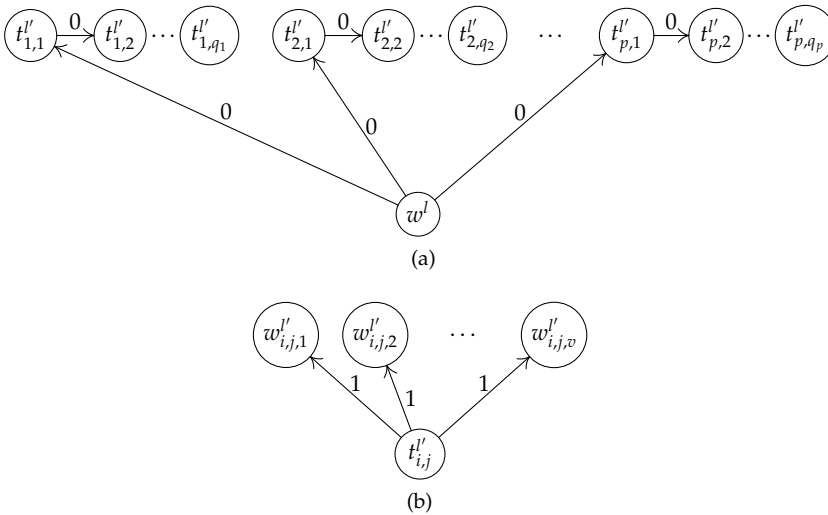 t^{l'}_{1,1} 0 t^{l'}_{1,2} ⋯ t^{l'}_{1,q_1} t^{l'}_{2,1} 0 t^{l'}_{2,2} ⋯ t^{l'}_{2,q_2} ⋯ t^{l'}_{p,1} 0 t^{l'}_{p,2} ⋯ t^{l'}_{p,q_p}
0 0 0
w^l
(a)
w^{l'}_{i,j,1} w^{l'}_{i,j,2} ⋯ w^{l'}_{i,j,v}
1 1 1
t^{l'}_{i,j}
(b)